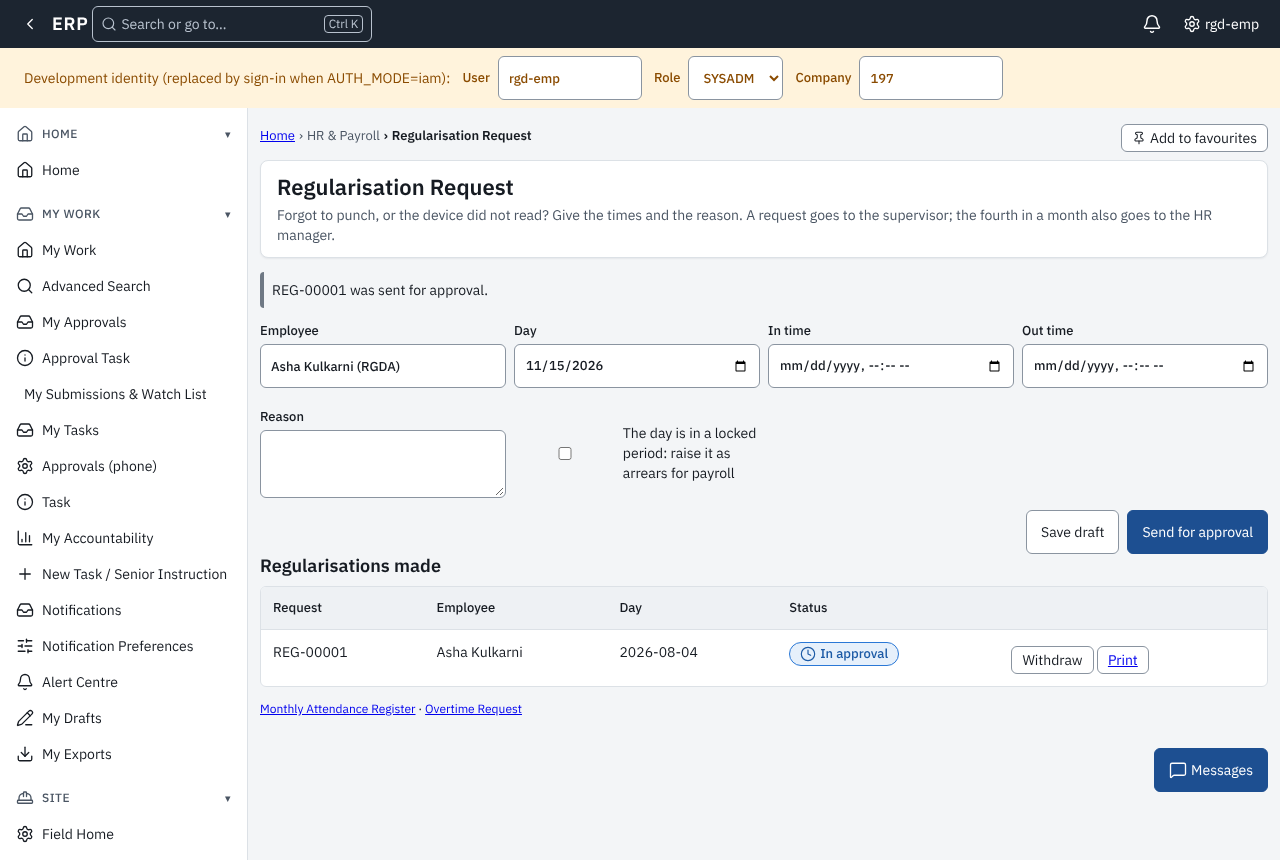 ERP
Search or go to...
Ctrl K
rgd-emp
Development identity (replaced by sign-in when AUTH_MODE=iam):
User
rgd-emp
Role
SYSADM
Company
197
HOME
Home
MY WORK
My Work
Advanced Search
My Approvals
Approval Task
My Submissions & Watch List
My Tasks
Approvals (phone)
Task
My Accountability
New Task / Senior Instruction
Notifications
Notification Preferences
Alert Centre
My Drafts
My Exports
SITE
Field Home
Home › HR & Payroll › Regularisation Request
Add to favourites
Regularisation Request
Forgot to punch, or the device did not read? Give the times and the reason. A request goes to the supervisor; the fourth in a month also goes to the HR
manager.
REG-00001 was sent for approval.
Employee
Day
In time
Out time
Asha Kulkarni (RGDA)
11/15/2026
mm/dd/yyyy, --:-- --
mm/dd/yyyy, --:-- --
Reason
The day is in a locked
period: raise it as
arrears for payroll
Save draft
Send for approval
Regularisations made
Request
Employee
Day
Status
REG-00001
Asha Kulkarni
2026-08-04
In approval
Withdraw
Print
Monthly Attendance Register · Overtime Request
Messages